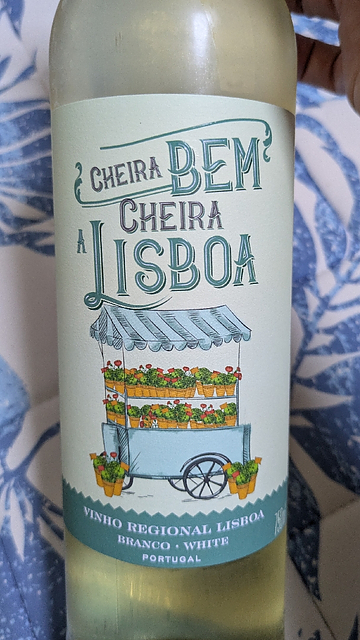 CHEIRA BEM
CHEIRA
A LISBOA
VINHO REGIONAL LISBOA
BRANCO · WHITE
PORTUGAL